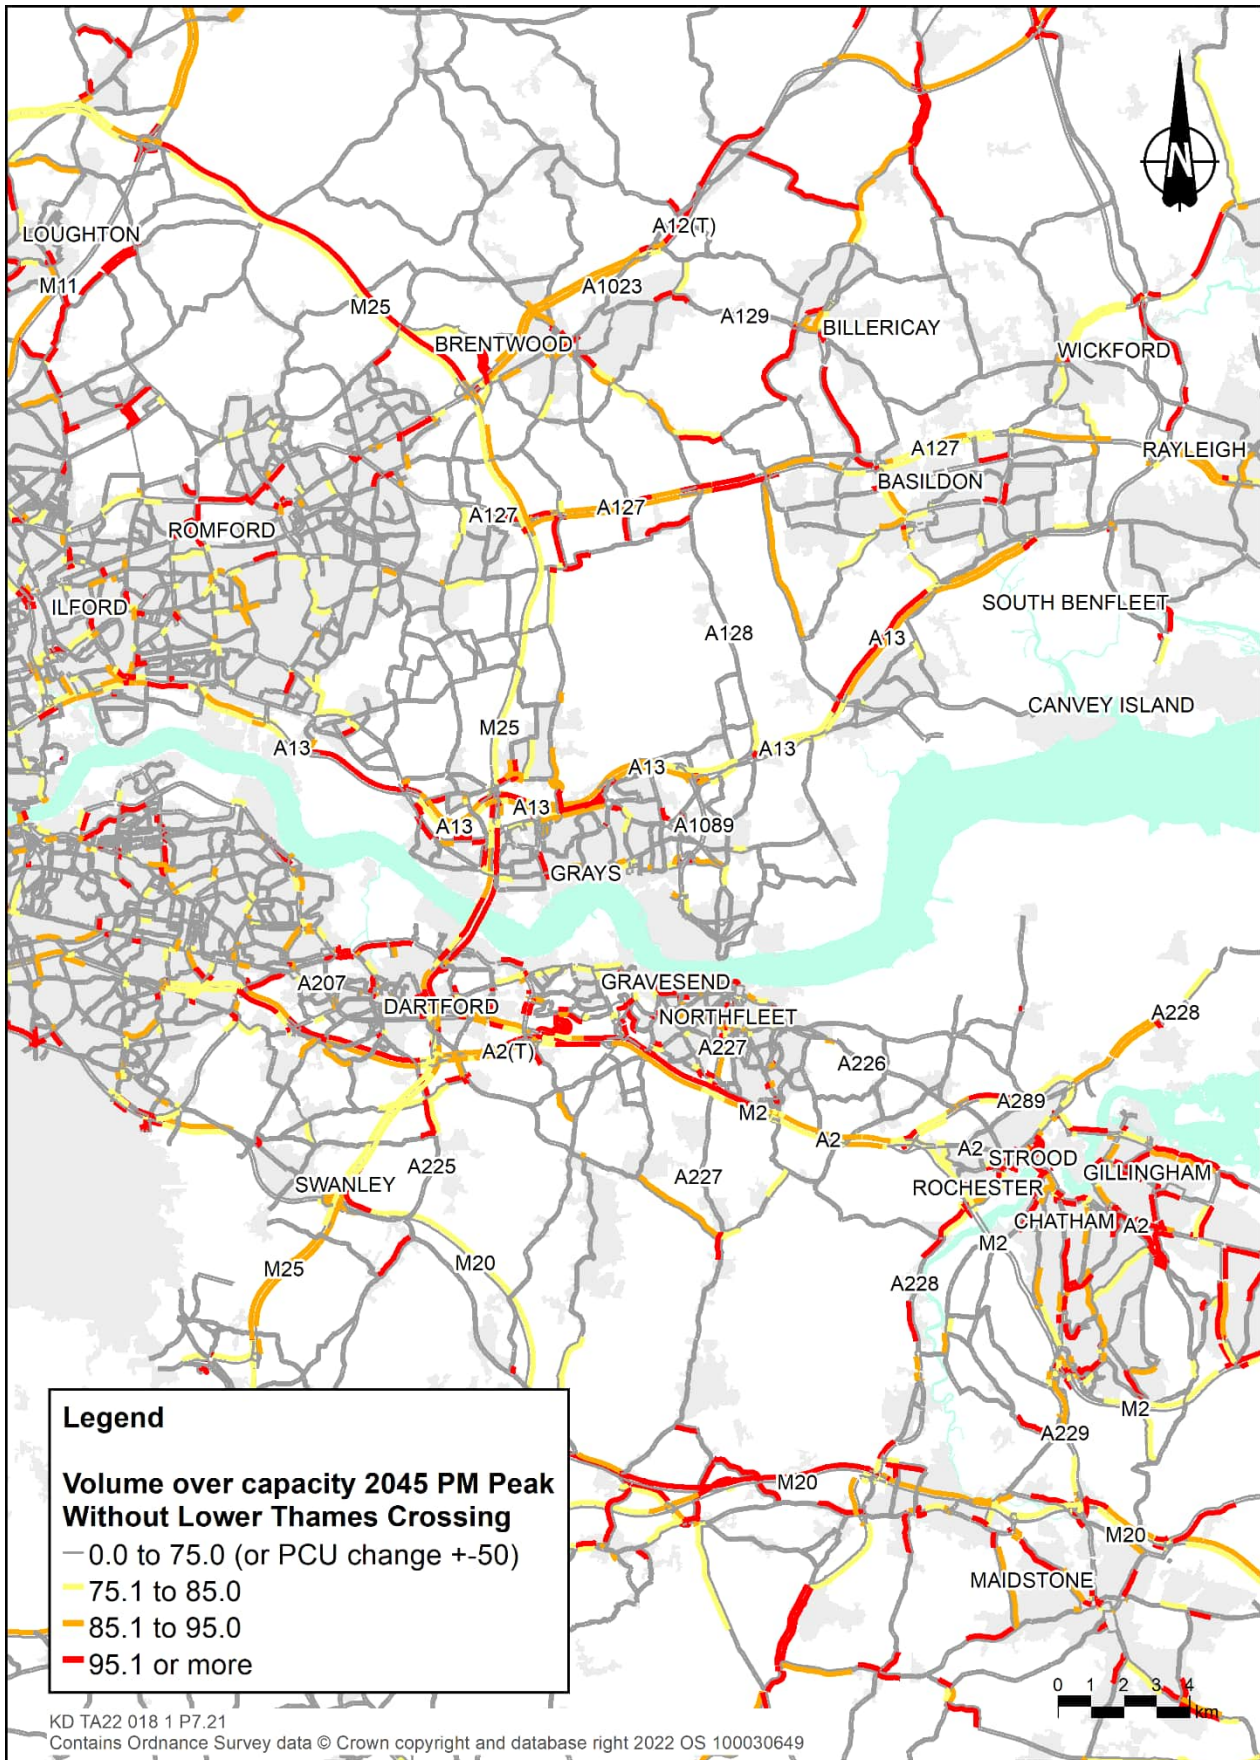 N
A12(T)
LOUGHTON
M11
A1023
M25
A129
BILLERICAY
BRENTWOOD
WICKFORD
A127
RAYLEIGH
BASILDON
A127
A127
ROMFORD
ILFORD
SOUTH BENFLEET
A128
A13
CANVEY ISLAND
M25
A13
A13
A13
A13
A13
A1089
GRAYS
A207
GRAVESEND
DARTFORD
NORTHFLEET
A228
A2(T)
A227
A226
A289
M2
A2
A2
STROOD
A225
A227
GILLINGHAM
SWANLEY
ROCHESTER
CHATHAM
A2
M2
M25
M20
A228
M2
A229
M20
M20
MAIDSTONE
Legend
Volume over capacity 2045 PM Peak
Without Lower Thames Crossing
0.0 to 75.0 (or PCU change +-50)
75.1 to 85.0
85.1 to 95.0
95.1 or more
0 1 2 3 4
km
KD TA22 018 1 P7.21
Contains Ordnance Survey data © Crown copyright and database right 2022 OS 100030649